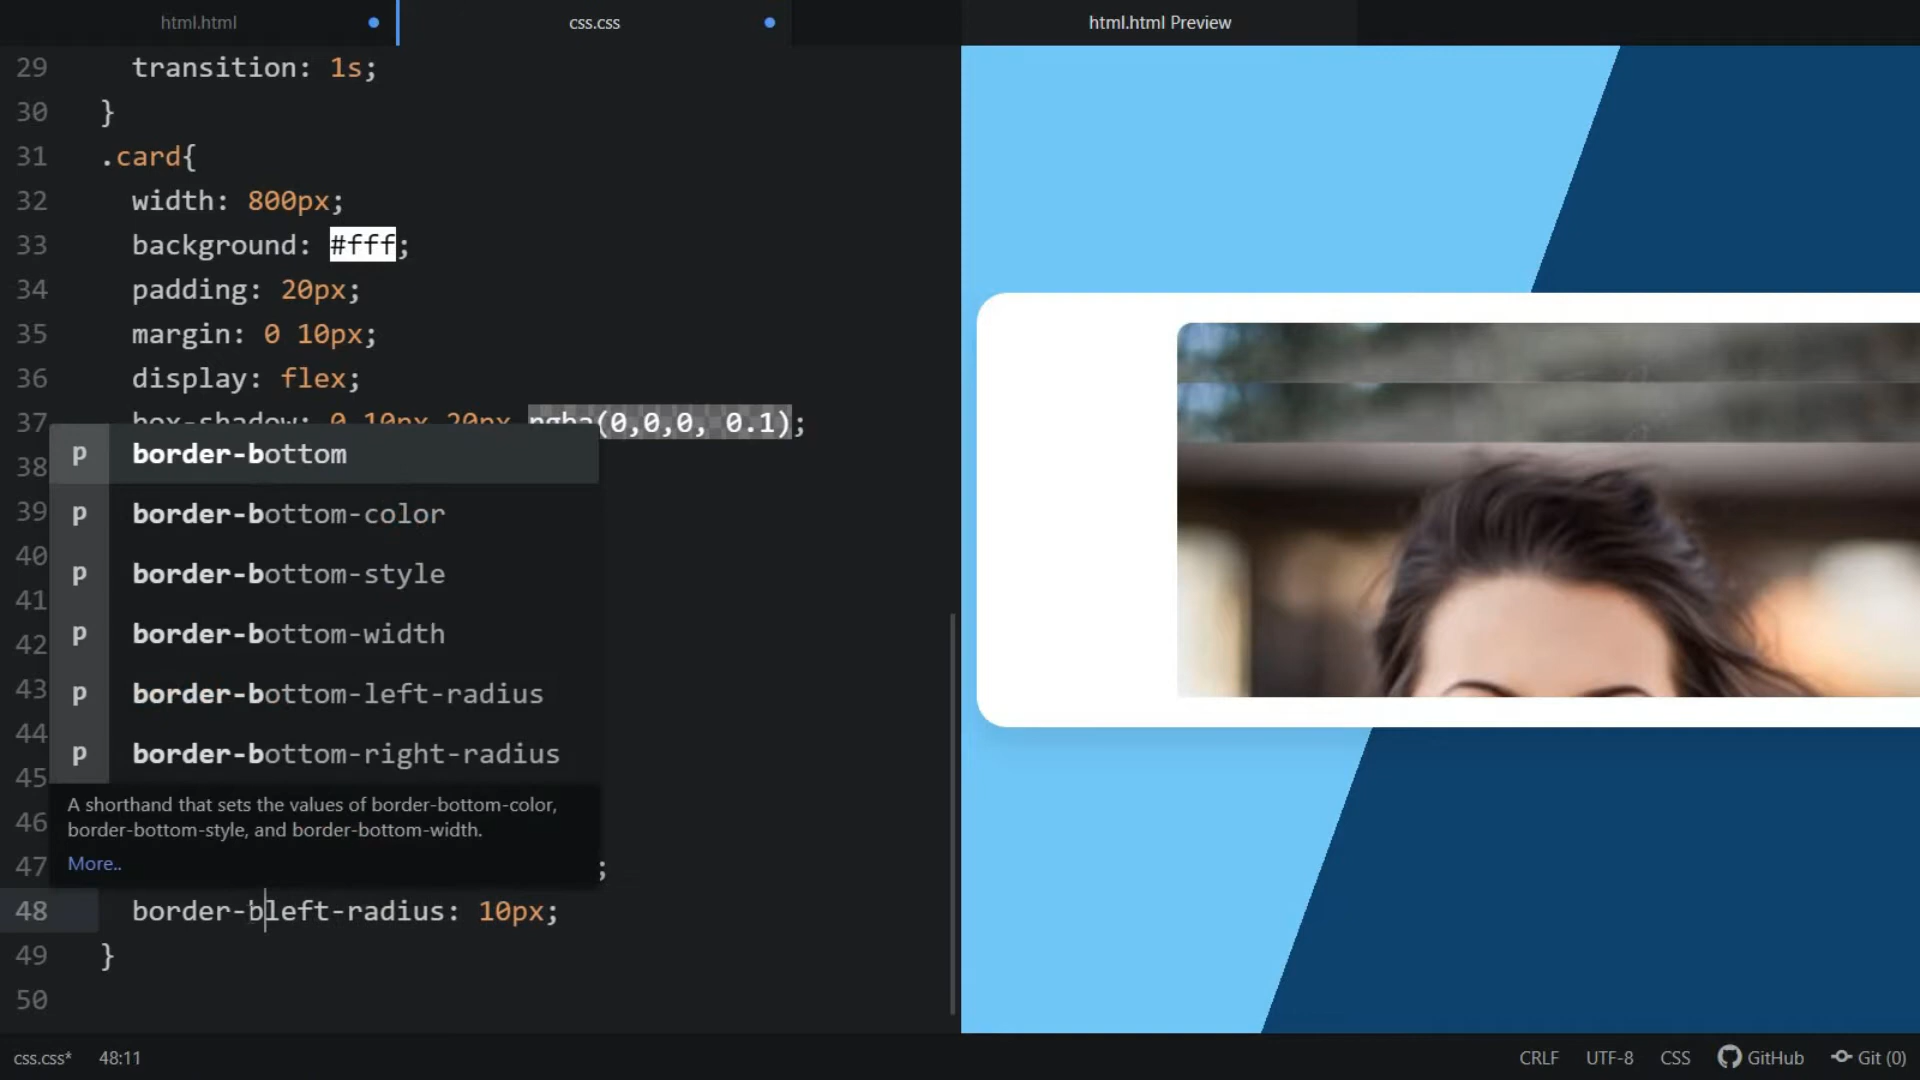 html.html
css.css
html.html Preview
29 transition: 1s;
30 }
31 .card{
32 width: 800px;
33 background: #fff;
34 padding: 20px;
35 margin: 0 10px;
36 display: flex;
37 box-shadow: 0 10px 20px rgba(0,0,0, 0.1);
38
p border-bottom
39
p border-bottom-color
40
p border-bottom-style
41
42
p border-bottom-width
43
p border-bottom-left-radius
44
p border-bottom-right-radius
45
A shorthand that sets the values of border-bottom-color,
46
border-bottom-style, and border-bottom-width.
More..
47 ;
48 border-bleft-radius: 10px;
49 }
50
css.css* 48:11
CRLF UTF-8 CSS GitHub Git (0)